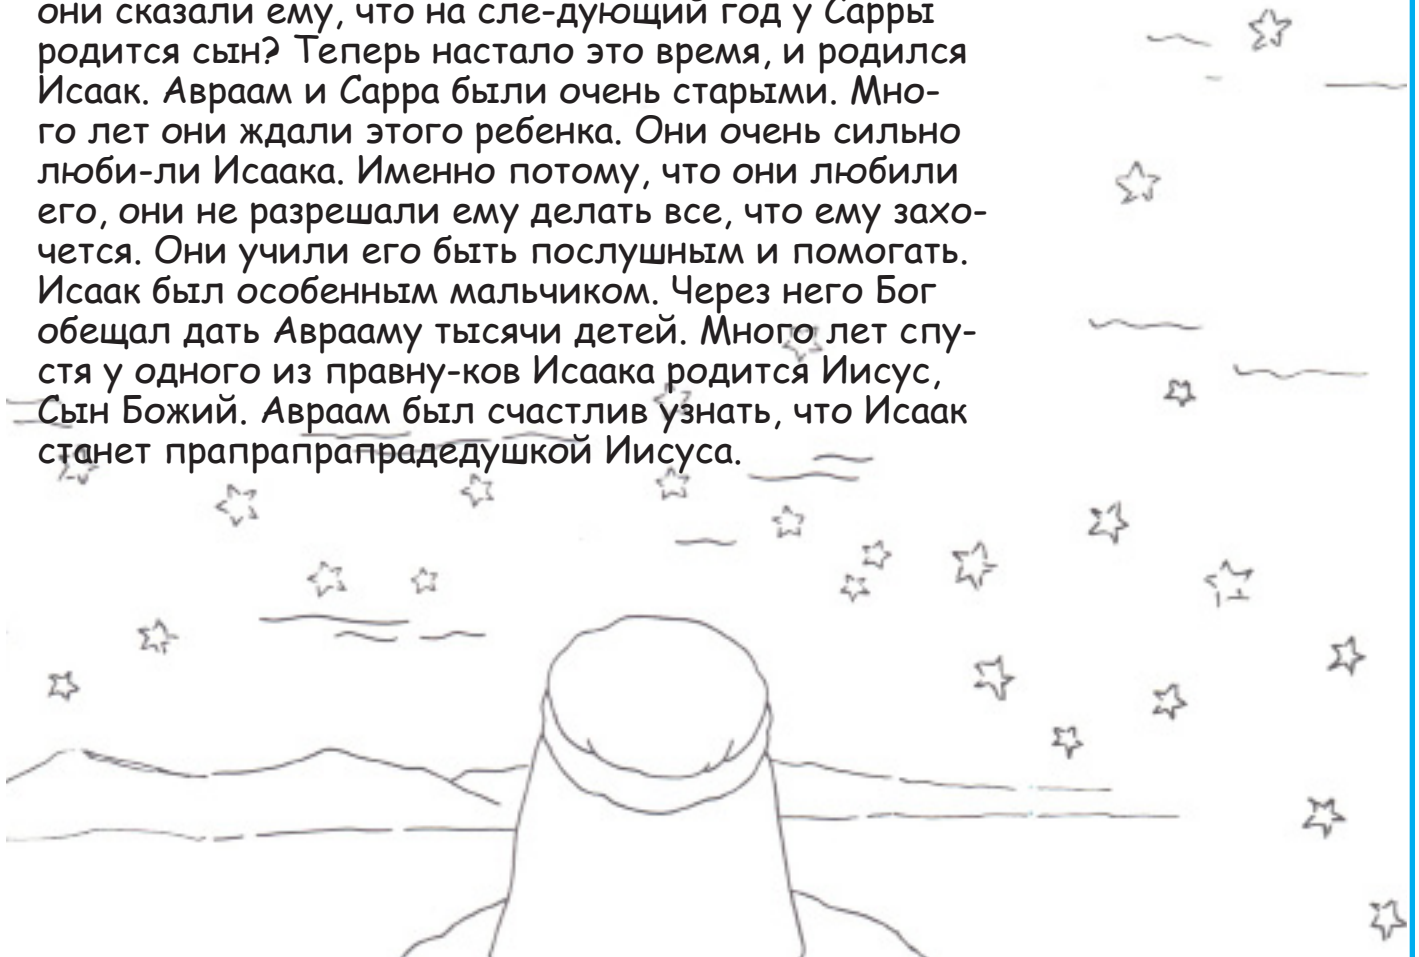 они сказали ему, что на сле-дующий год у Сарры
родится сын? Теперь настало это время, и родился
Исаак. Авраам и Сарра были очень старыми. Мно-
го лет они ждали этого ребенка. Они очень сильно
люби-ли Исаака. Именно потому, что они любили
его, они не разрешали ему делать все, что ему захо-
чется. Они учили его быть послушным и помогать.
Исаак был особенным мальчиком. Через него Бог
обещал дать Аврааму тысячи детей. Много лет спу-
стя у одного из правну-ков Исаака родится Иисус,
Сын Божий. Авраам был счастлив узнать, что Исаак
станет прапрапрапрадедушкой Иисуса.